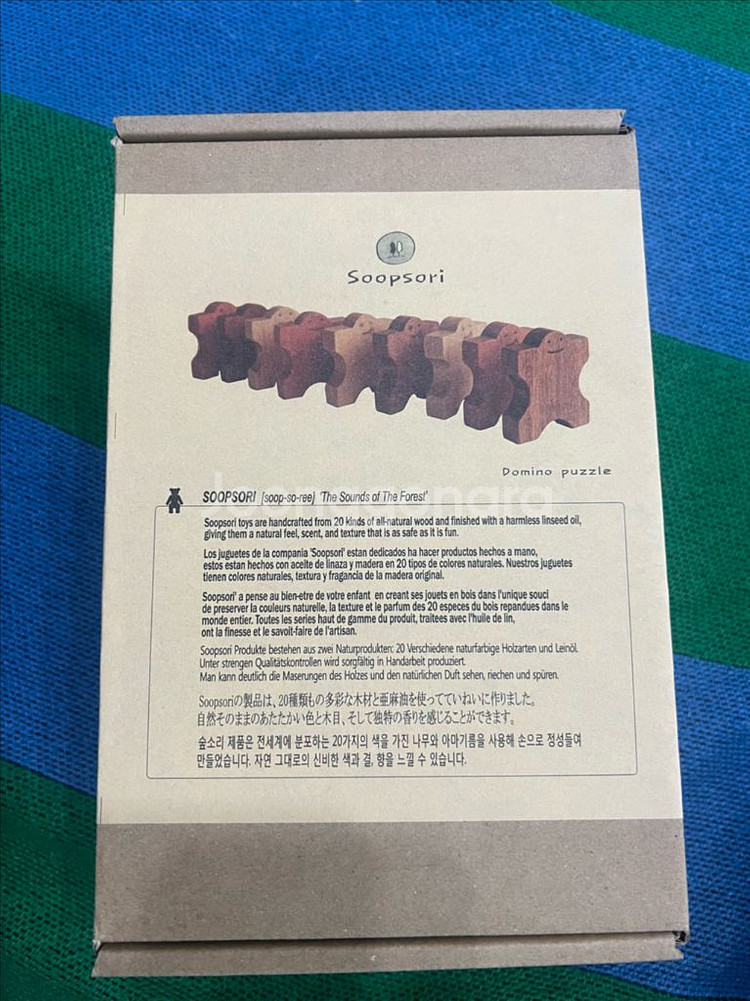 Soopsori
Domino puzzle
Joonggonara
SOOPSORI [soop-so-ree] 'The Sounds of The Forest'
Soopsori toys are handcrafted from 20 kinds of all-natural wood and finished with a harmless linseed oil,
giving them a natural feel, scent, and texture that is as safe as it is fun.
Los juguetes de la compania 'Soopsori' estan dedicados ha hacer productos hechos a mano,
estos estan hechos con aceite de linaza y madera en 20 tipos de colores naturales. Nuestros juguetes
tienen colores naturales, textura y fragancia de la madera original.
Soopsori' a pense au bien-etre de votre enfant en creant ses jouets en bois dans l'unique souci
de preserver la couleurs naturelle, la texture et le parfum des 20 especes du bois repandues dans le
monde entier. Toutes les series haut de gamme du produit, traitees avec l'huile de lin,
ont la finesse et le savoit-faire de l'artisan.
Soopsori Produkte bestehen aus zwei Naturprodukten: 20 Verschiedene naturfarbige Holzarten und Leinöl.
Unter strengen Qualitätskontrollen wird sorgfältig in Handarbeit produziert.
Man kann deutlich die Maserungen des Holzes und den natürlichen Duft sehen, riechen und spüren.
Soopsoriの製品は、20種類もの多彩な木材と亜麻油を使ってていねいに作りました。
自然そのままのあたたかい色と木目、そして独特の香りを感じることができます。
숲소리 제품은 전세계에 분포하는 20가지의 색을 가진 나무와 아마기름을 사용해 손으로 정성들여
만들었습니다. 자연 그대로의 신비한 색과 결, 향을 느낄 수 있습니다.